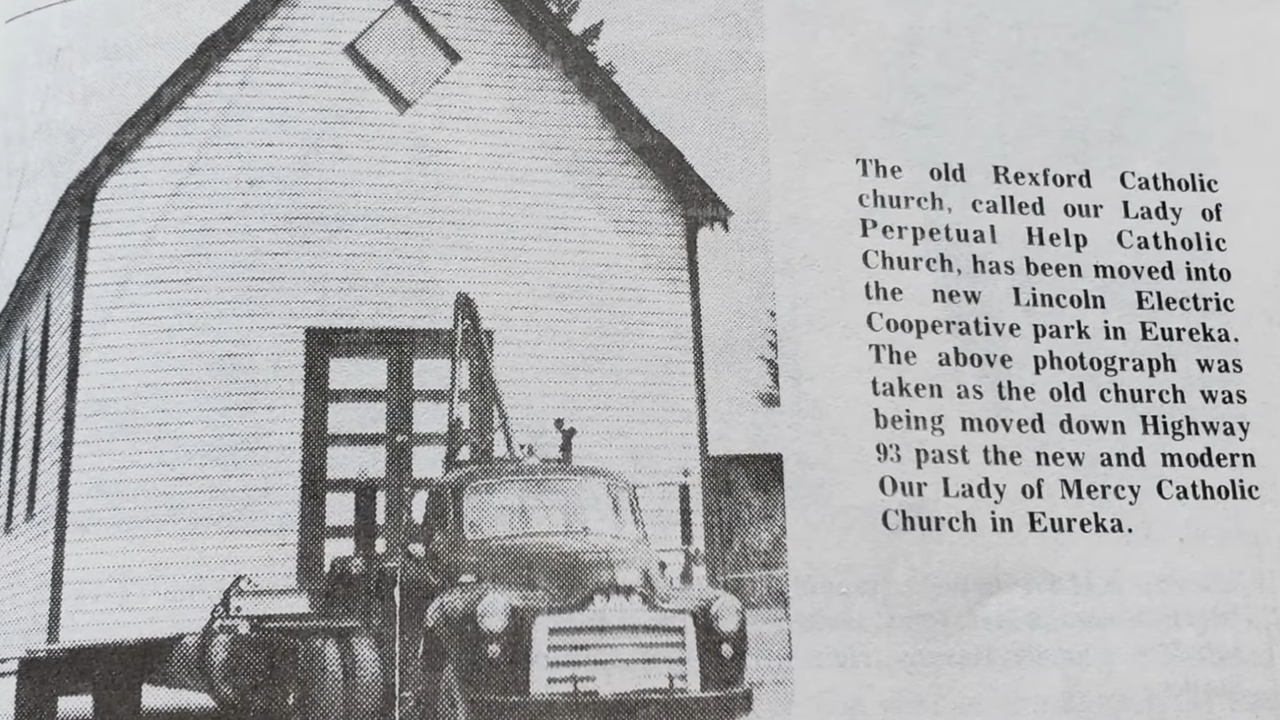 The old Rexford Catholic
church, called our Lady of
Perpetual Help Catholic
Church, has been moved into
the new Lincoln Electric
Cooperative park in Eureka.
The above photograph was
taken as the old church was
being moved down Highway
93 past the new and modern
Our Lady of Mercy Catholic
Church in Eureka.